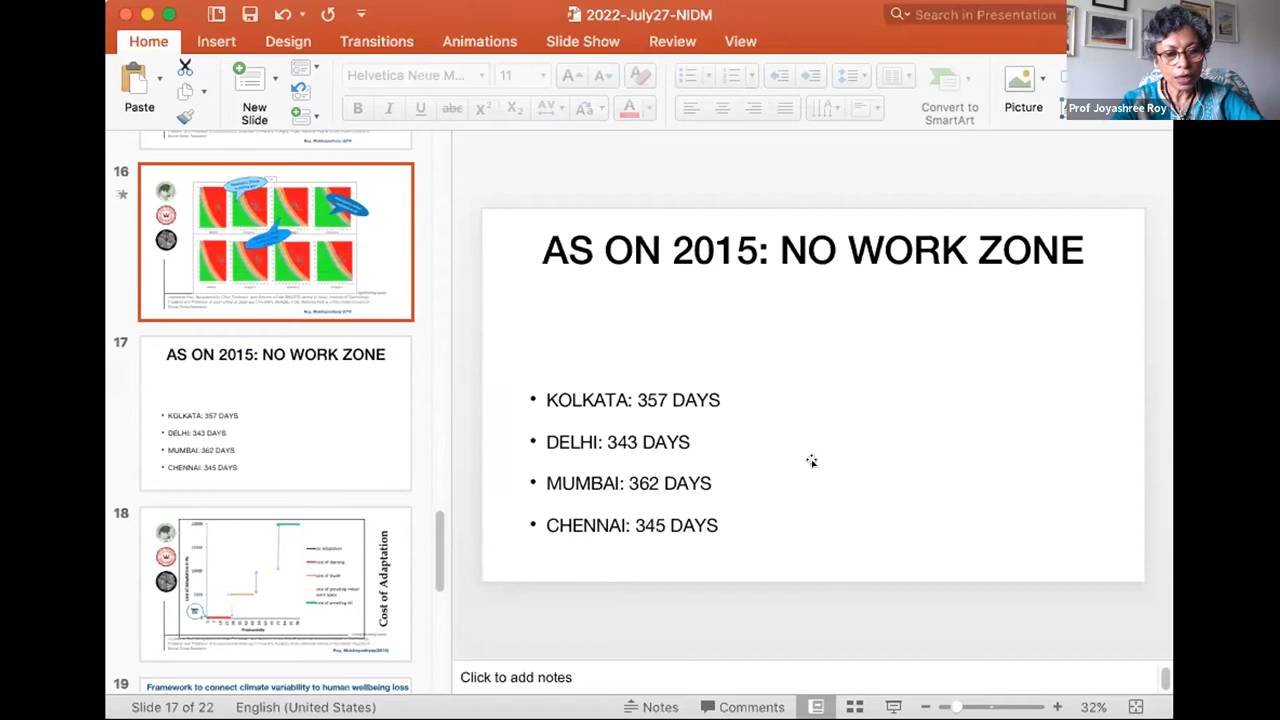 2022-July27-NIDM
Search in Presentation
Home Insert Design Transitions Animations Slide Show Review View
Helvetica Neue M... 11
Paste
New
Slide
Convert to
SmartArt
Picture
Prof Joyashree Roy
16
17
AS ON 2015: NO WORK ZONE
• KOLKATA: 357 DAYS
• DELHI: 343 DAYS
• MUMBAI: 362 DAYS
• CHENNAI: 345 DAYS
18
Cost of Adaptation
19
Framework to connect climate variability to human wellbeing loss
AS ON 2015: NO WORK ZONE
• KOLKATA: 357 DAYS
• DELHI: 343 DAYS
• MUMBAI: 362 DAYS
• CHENNAI: 345 DAYS
Click to add notes
Slide 17 of 22 English (United States) Notes Comments 32%